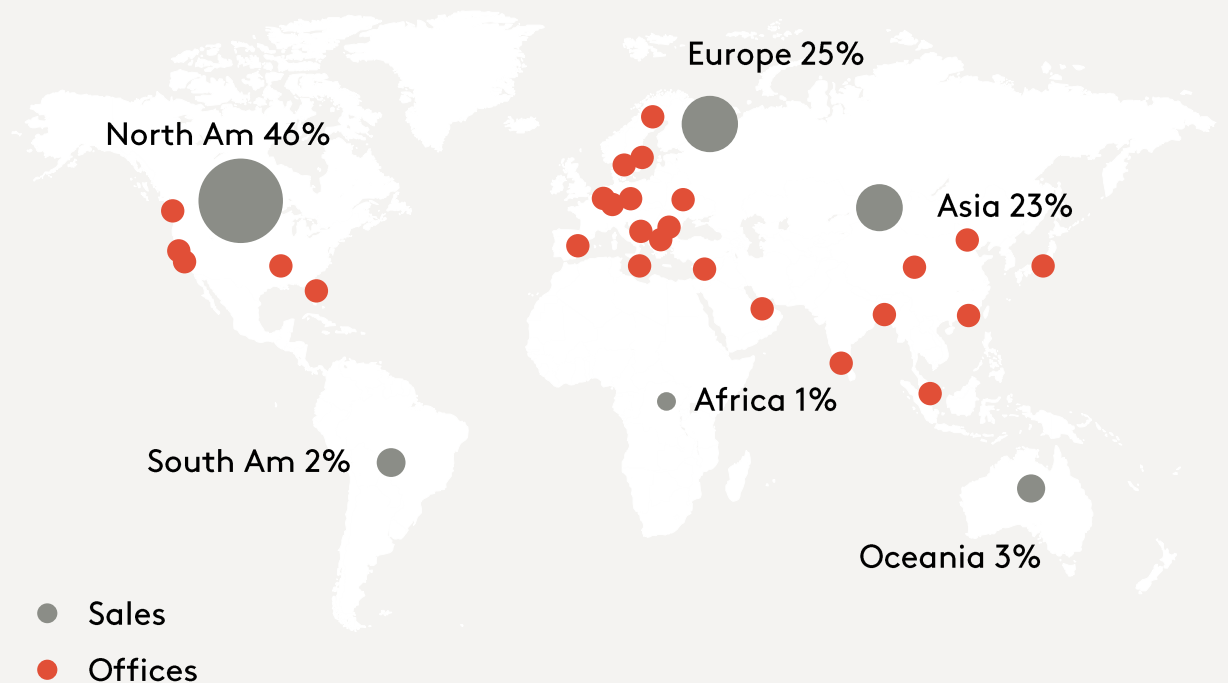 Europe 25%
North Am 46%
Asia 23%
Africa 1%
South Am 2%
Oceania 3%
Sales
Offices